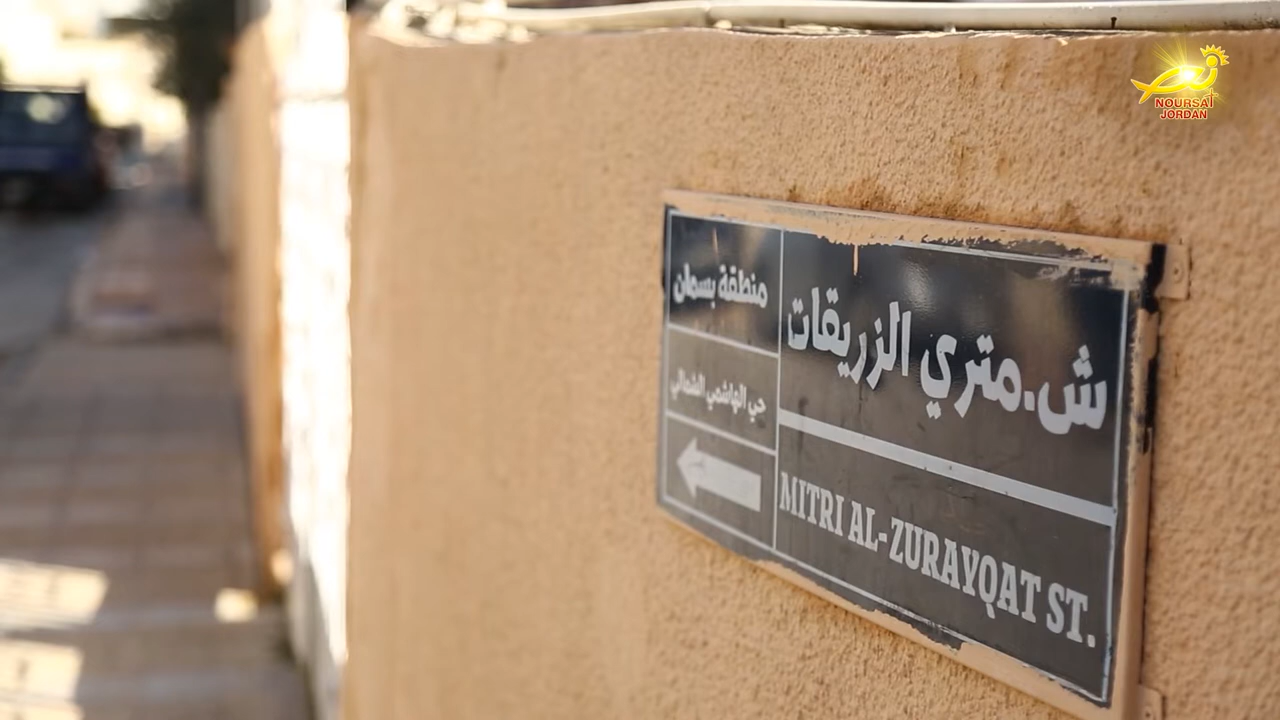 ش.متري الزريقات
MITRI AL-ZURAYQAT ST.
منطقة بسمان
حي الهاشمي الشمالي
NOURSAT
JORDAN